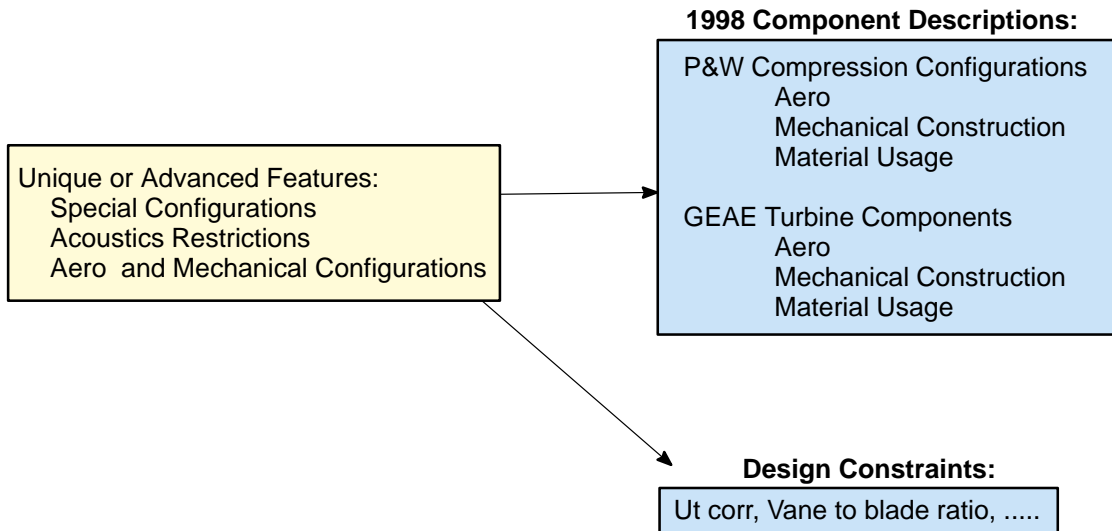 1998 Component Descriptions:
P&W Compression Configurations
Aero
Mechanical Construction
Material Usage
GEAE Turbine Components
Aero
Mechanical Construction
Material Usage
Unique or Advanced Features:
Special Configurations
Acoustics Restrictions
Aero  and Mechanical Configurations
Design Constraints:
Ut corr, Vane to blade ratio, .....